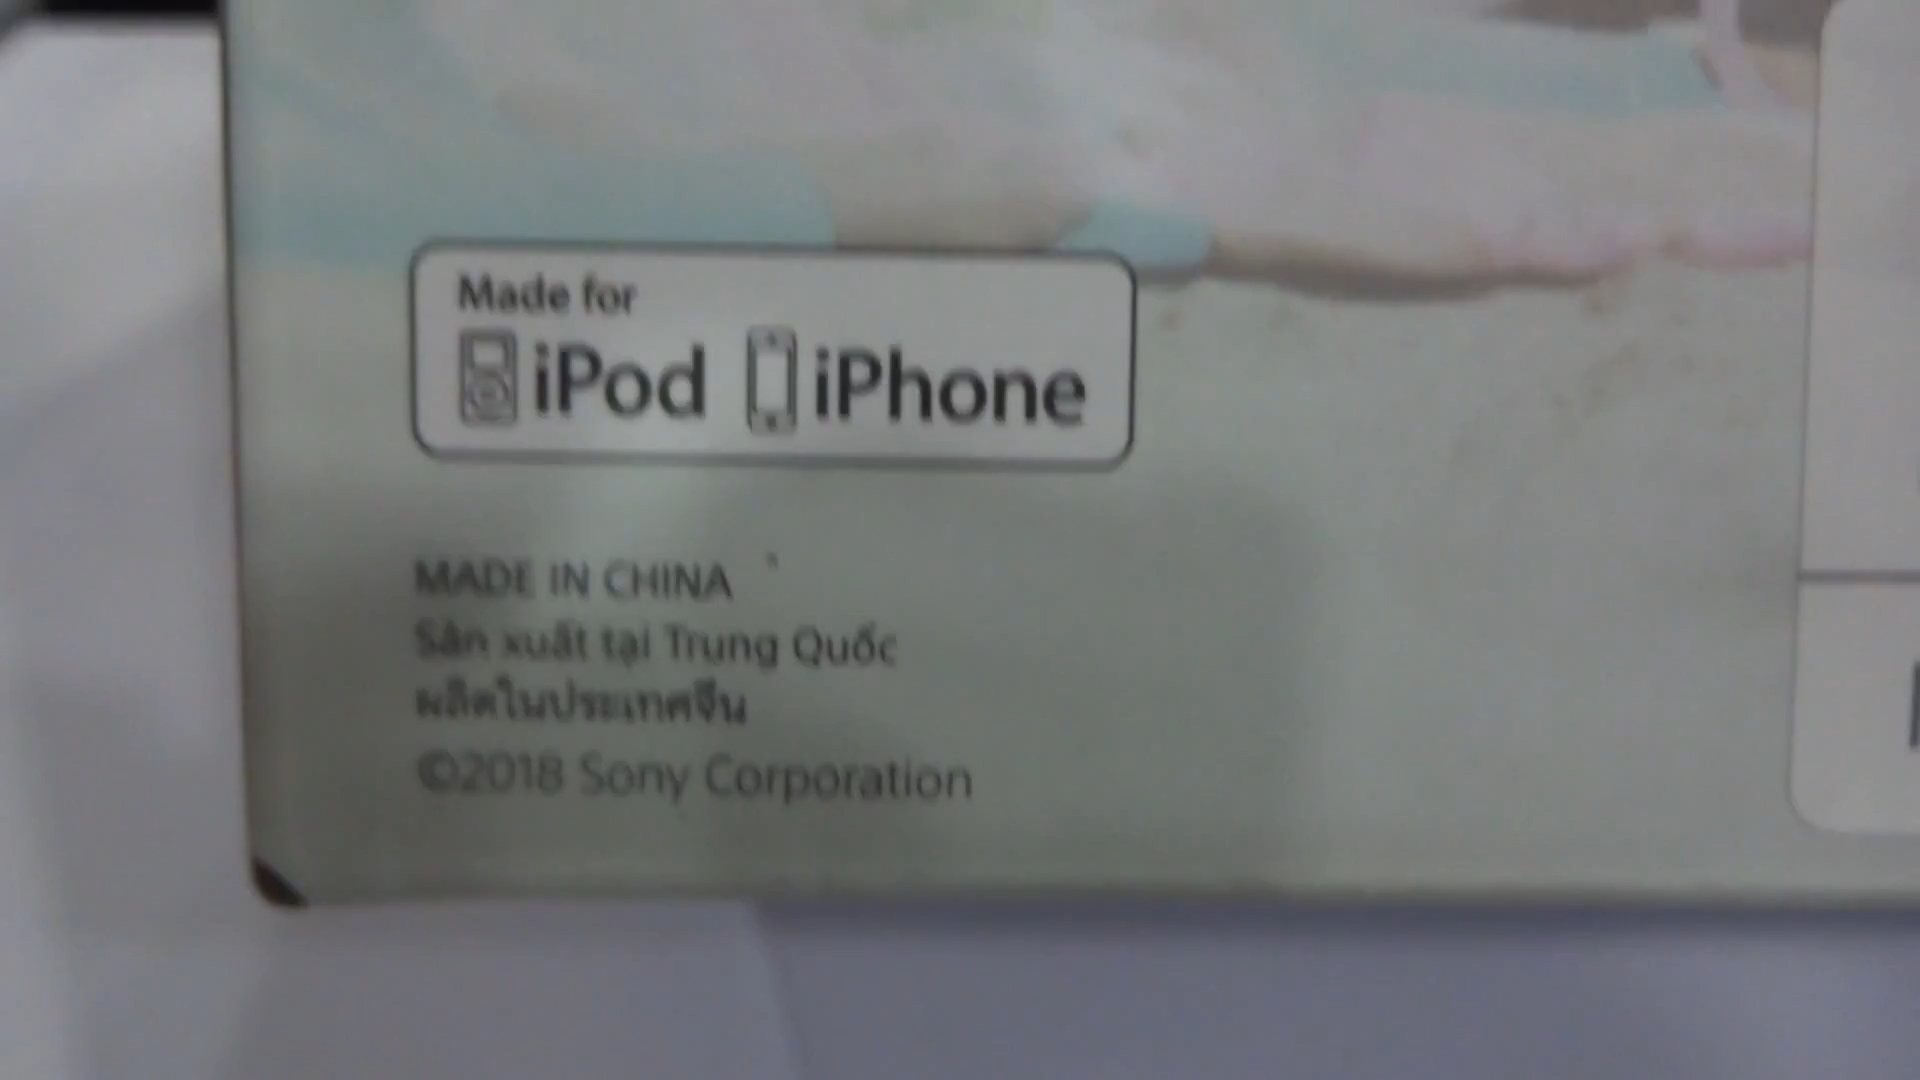 Made for
iPod iPhone
MADE IN CHINA
Sản xuất tại Trung Quốc
ผลิตในประเทศจีน
©2018 Sony Corporation